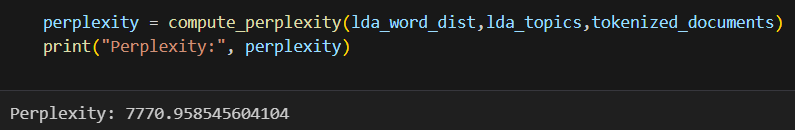 perplexity = compute_perplexity(lda_word_dist,lda_topics,tokenized_documents)
print("Perplexity:", perplexity)
Perplexity: 7770.958545604104